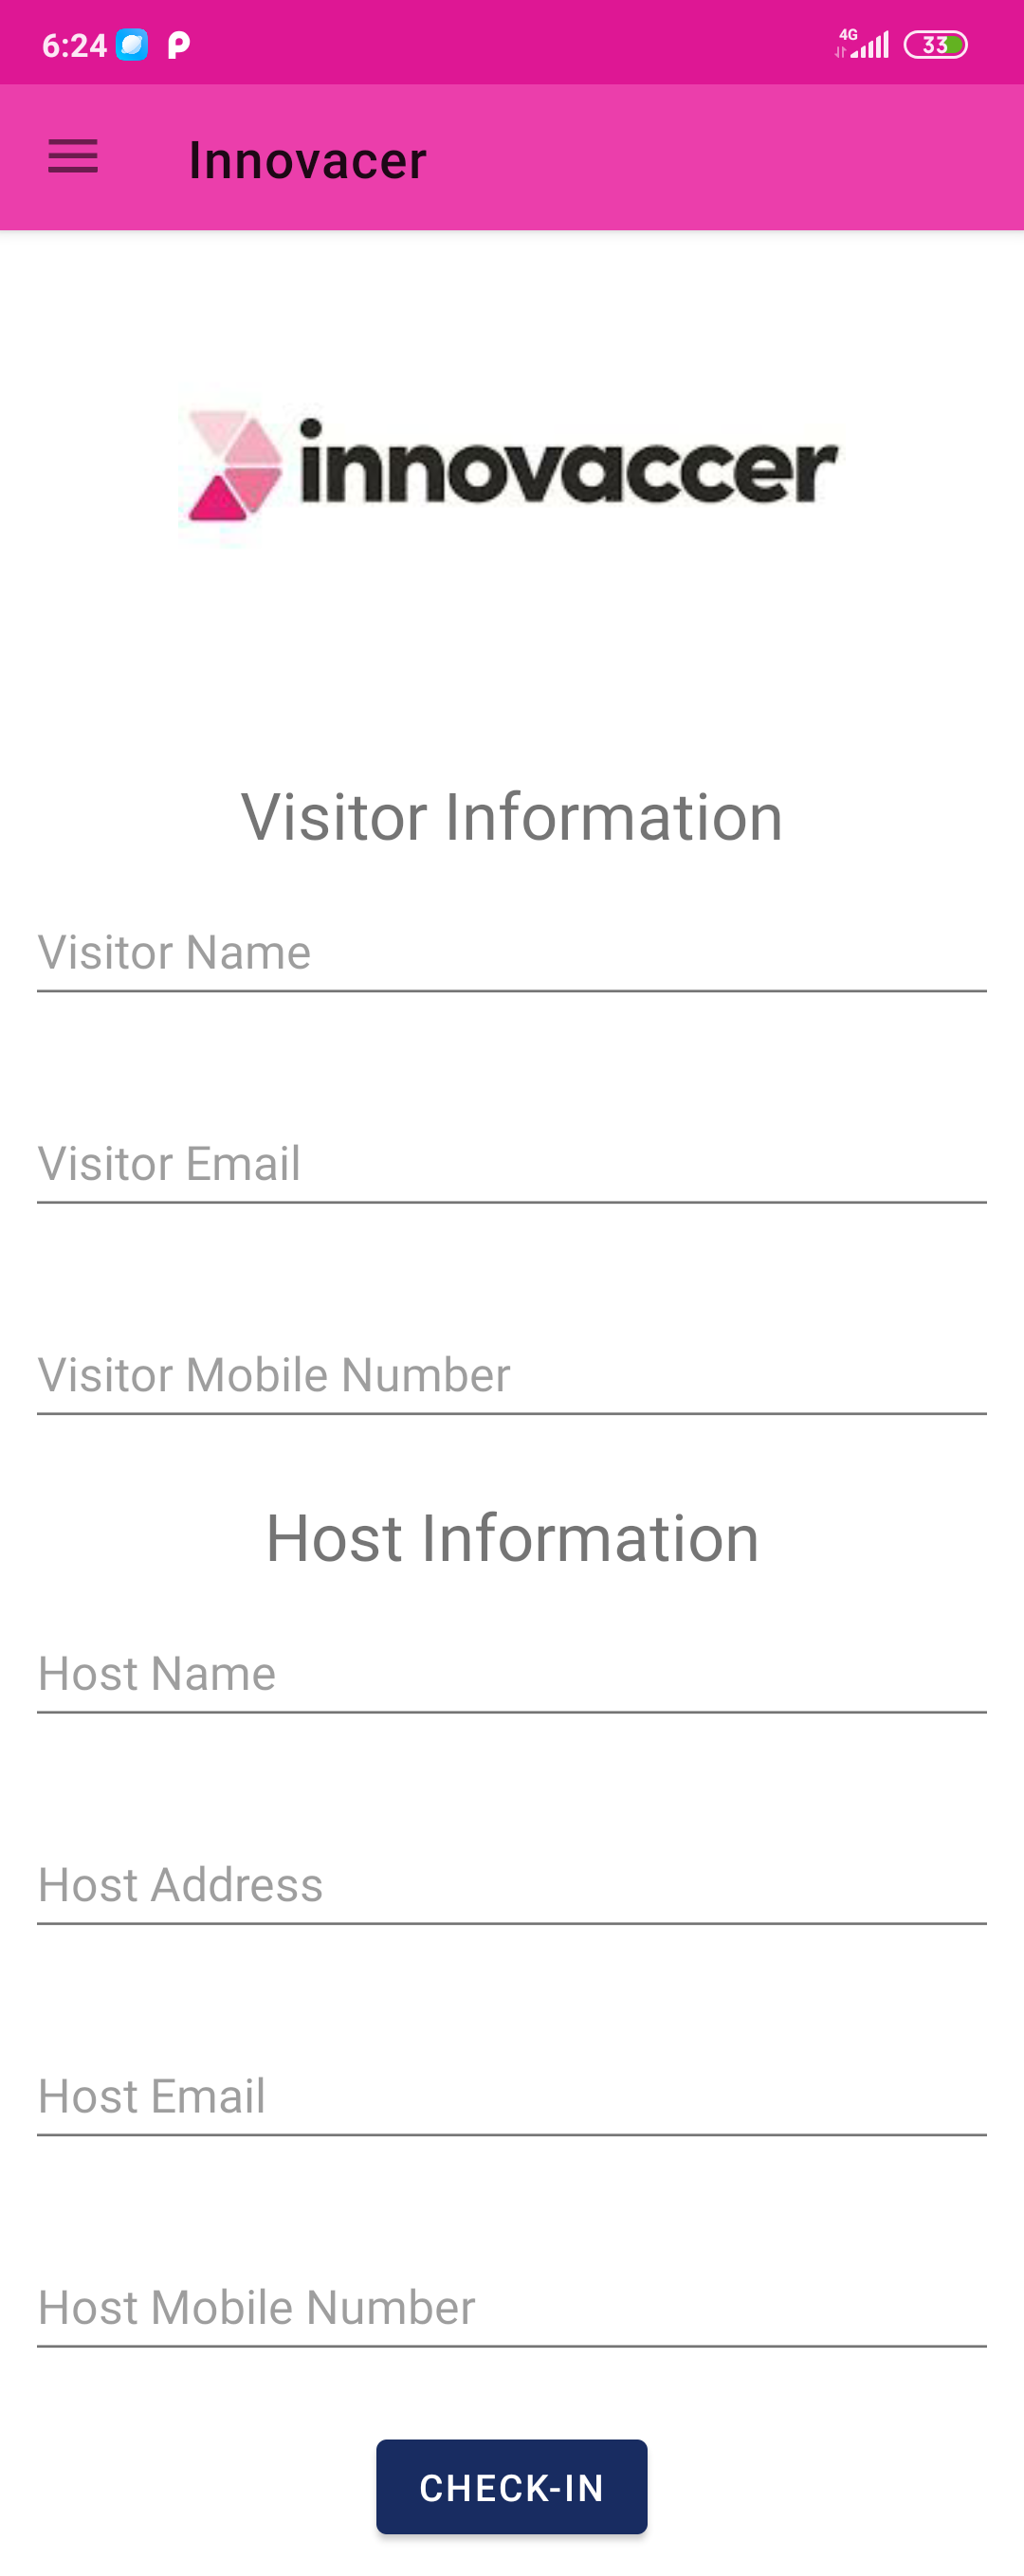 6:24
4G
33
Innovacer
innovaccer
Visitor Information
Visitor Name
Visitor Email
Visitor Mobile Number
Host Information
Host Name
Host Address
Host Email
Host Mobile Number
CHECK-IN